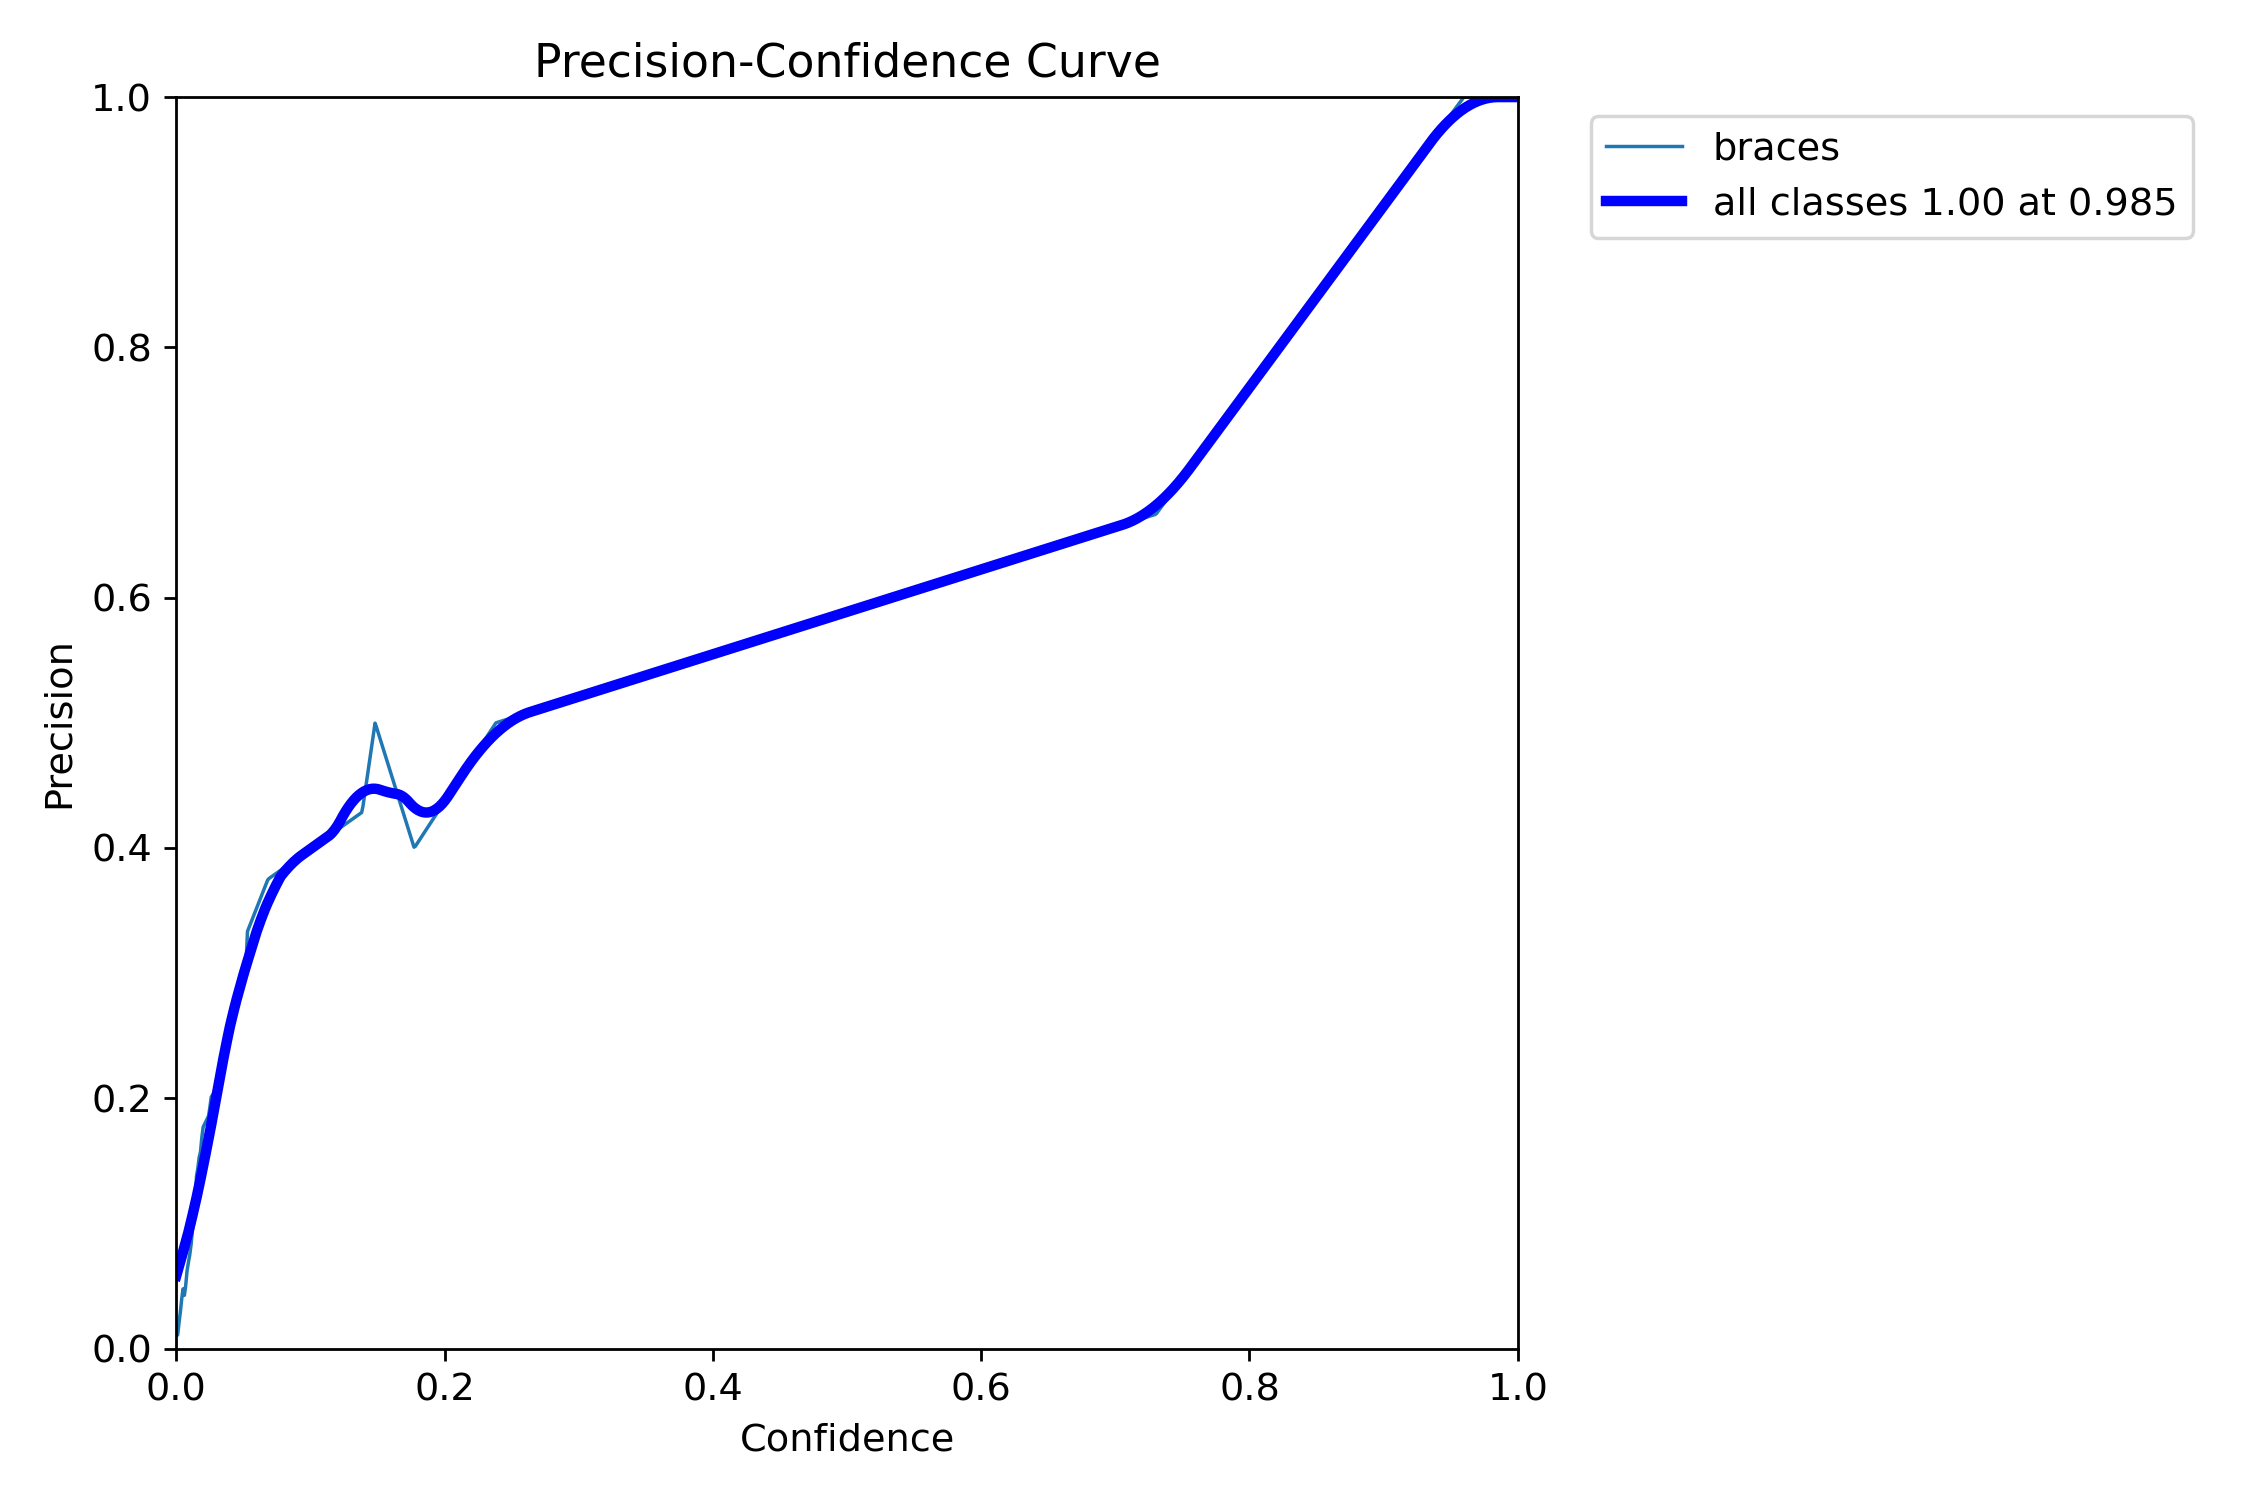 Precision-Confidence Curve
1.0
0.8
0.6
0.4
0.2
0.0
Precision
0.0 0.2 0.4 0.6 0.8 1.0
Confidence
braces
all classes 1.00 at 0.985